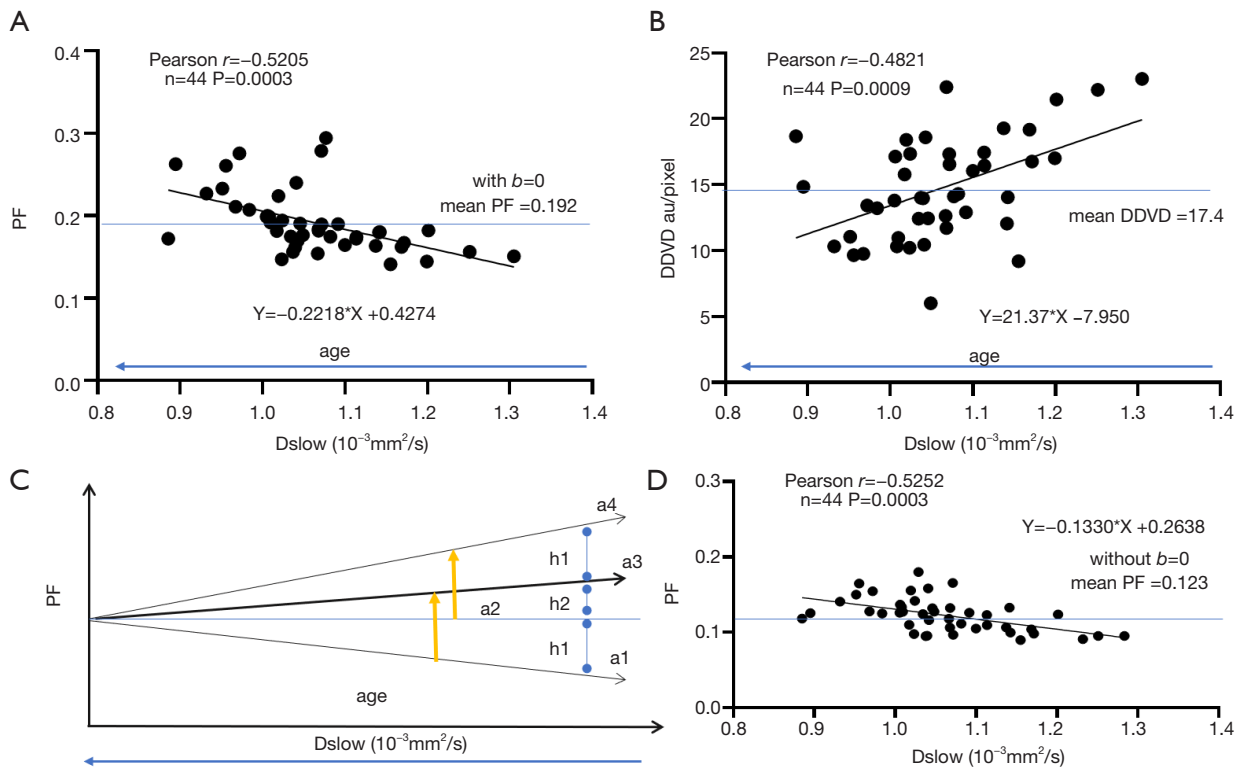 A
Pearson r=−0.5205
n=44 P=0.0003
0.4
0.3
0.2
0.1
0.0
PF
with b=0
mean PF =0.192
Y=−0.2218*X +0.4274
age
0.8 0.9 1.0 1.1 1.2 1.3 1.4
Dslow (10⁻³mm²/s)
B
Pearson r=−0.4821
n=44 P=0.0009
25
20
15
10
5
0
DDVD au/pixel
mean DDVD =17.4
Y=21.37*X −7.950
age
0.8 0.9 1.0 1.1 1.2 1.3 1.4
Dslow (10⁻³mm²/s)
C
PF
a4
h1
a3
a2
h2
h1
a1
age
Dslow (10⁻³mm²/s)
D
Pearson r=−0.5252
n=44 P=0.0003
0.3
0.2
0.1
0.0
PF
Y=−0.1330*X +0.2638
without b=0
mean PF =0.123
0.8 0.9 1.0 1.1 1.2 1.3 1.4
Dslow (10⁻³mm²/s)